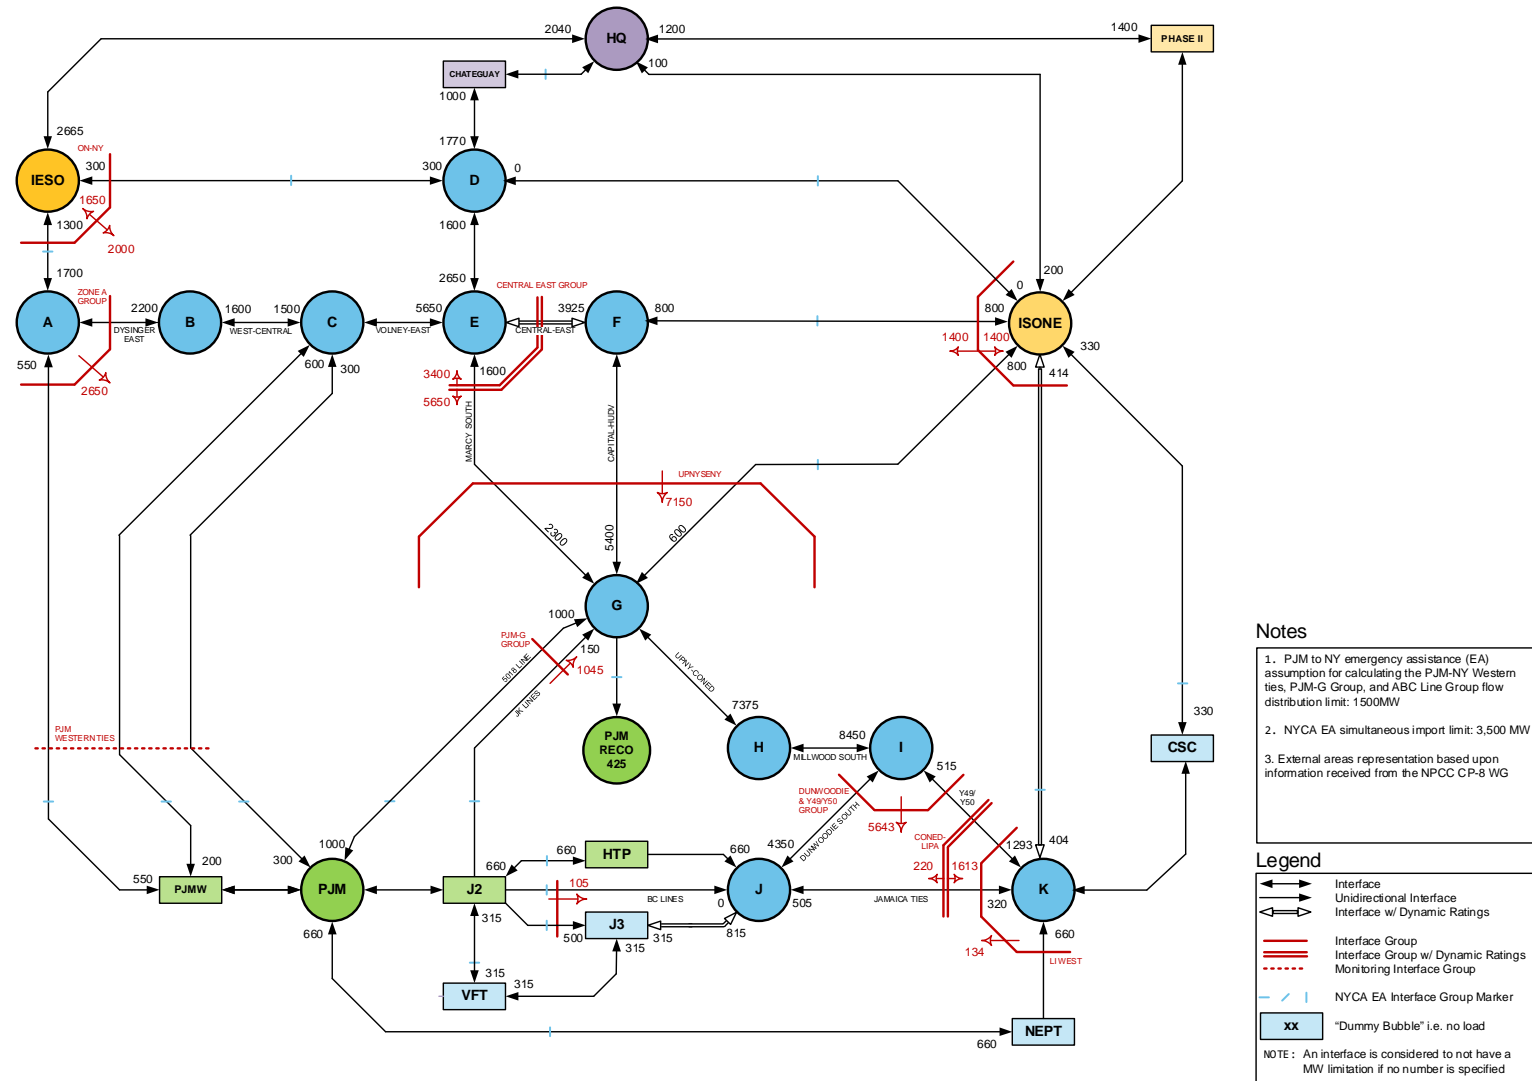 2040
HQ
1200
1400
PHASE II
100
CHATEGUAY
1000
2665
ON-NY
300
IESO
1650
1300
2000
1770
300
D
0
1600
200
0
1700
ZONE A
GROUP
2200
A
DYSINGER
EAST
B
1600
WEST-CENTRAL
1500
C
5650
VOLNEY-EAST
2650
E
CENTRAL EAST GROUP
3925
CENTRAL-EAST
F
800
800
ISONE
1400
1400
330
800
414
550
2650
600
300
1600
3400
5650
MARCY SOUTH
CAPITAL-HUDV
UPNYSENY
7150
2300
5400
600
G
1000
150
PJM-G
GROUP
1045
5018 LINE
JK LINES
UPNY-CONED
PJM
RECO
425
7375
H
8450
MILLWOOD SOUTH
I
515
PJM
WESTERN TIES
DUNWOODIE
& Y49/Y50
GROUP
5643
DUNWOODIE SOUTH
Y49/
Y50
330
CSC
CONED-
LIPA
4350
1293
404
220
1613
550
200
PJMW
300
1000
PJM
660
660
J2
660
HTP
660
105
BC LINES
J
0
505
JAMAICA TIES
320
K
660
134
LI WEST
315
500
J3
315
815
315
315
VFT
315
660
NEPT
Notes
1. PJM to NY emergency assistance (EA)
assumption for calculating the PJM-NY Western
ties, PJM-G Group, and ABC Line Group flow
distribution limit: 1500MW
2. NYCA EA simultaneous import limit: 3,500 MW
3. External areas representation based upon
information received from the NPCC CP-8 WG
Legend
Interface
Unidirectional Interface
Interface w/ Dynamic Ratings
Interface Group
Interface Group w/ Dynamic Ratings
Monitoring Interface Group
NYCA EA Interface Group Marker
xx
“Dummy Bubble” i.e. no load
NOTE: An interface is considered to not have a
MW limitation if no number is specified